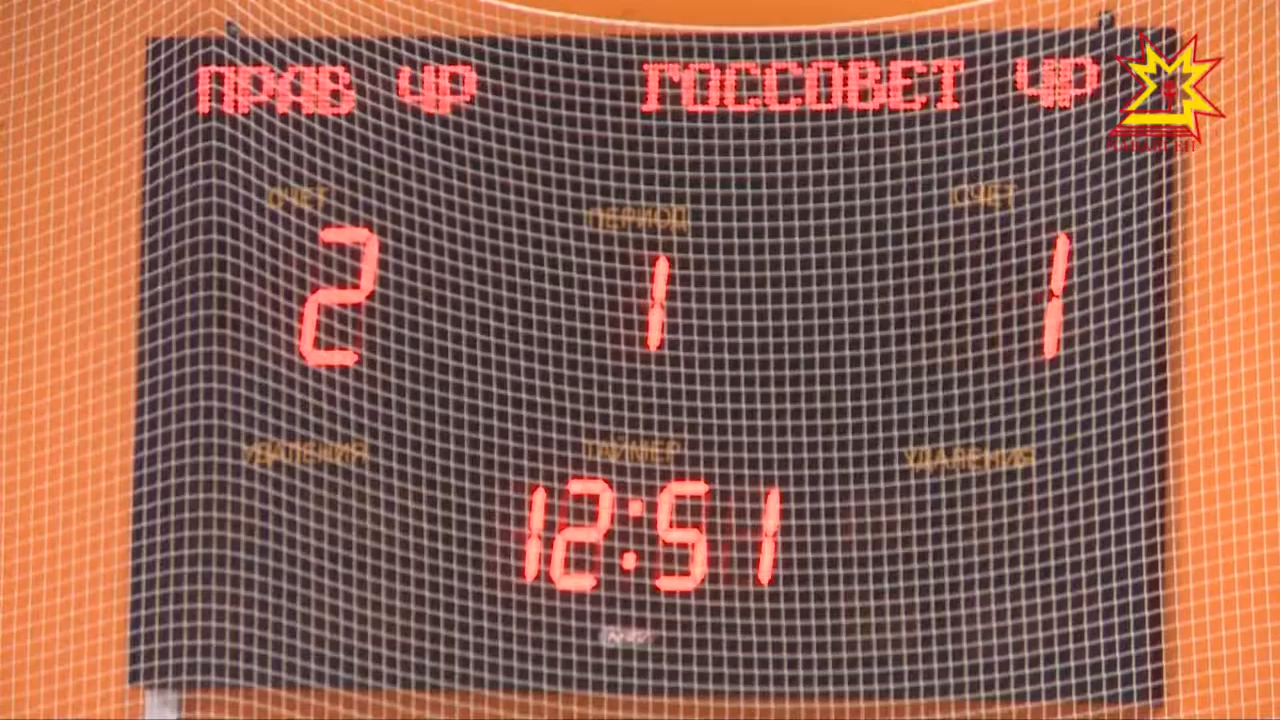 ПРАВ ЧР ГОССОВЕТ ЧР
СЧЕТ ПЕРИОД СЧЕТ
2 1 1
УДАЛЕНИЯ ТАЙМЕР УДАЛЕНИЯ
12:51